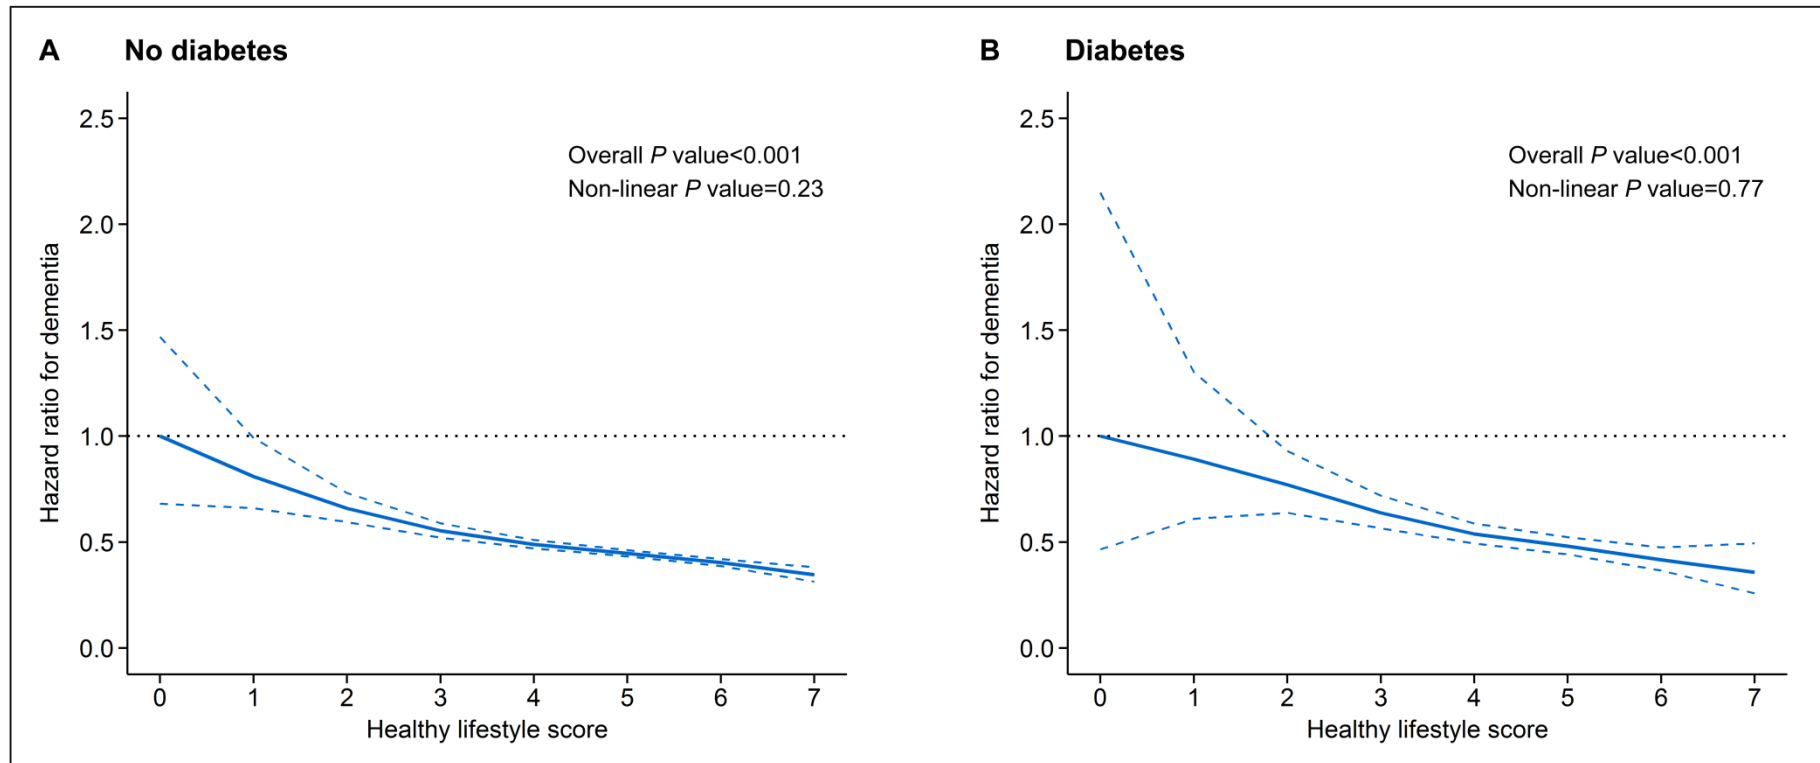 A No diabetes
2.5
2.0
1.5
1.0
0.5
0.0
Hazard ratio for dementia
Overall P value<0.001
Non-linear P value=0.23
0 1 2 3 4 5 6 7
Healthy lifestyle score
B Diabetes
2.5
2.0
1.5
1.0
0.5
0.0
Hazard ratio for dementia
Overall P value<0.001
Non-linear P value=0.77
0 1 2 3 4 5 6 7
Healthy lifestyle score